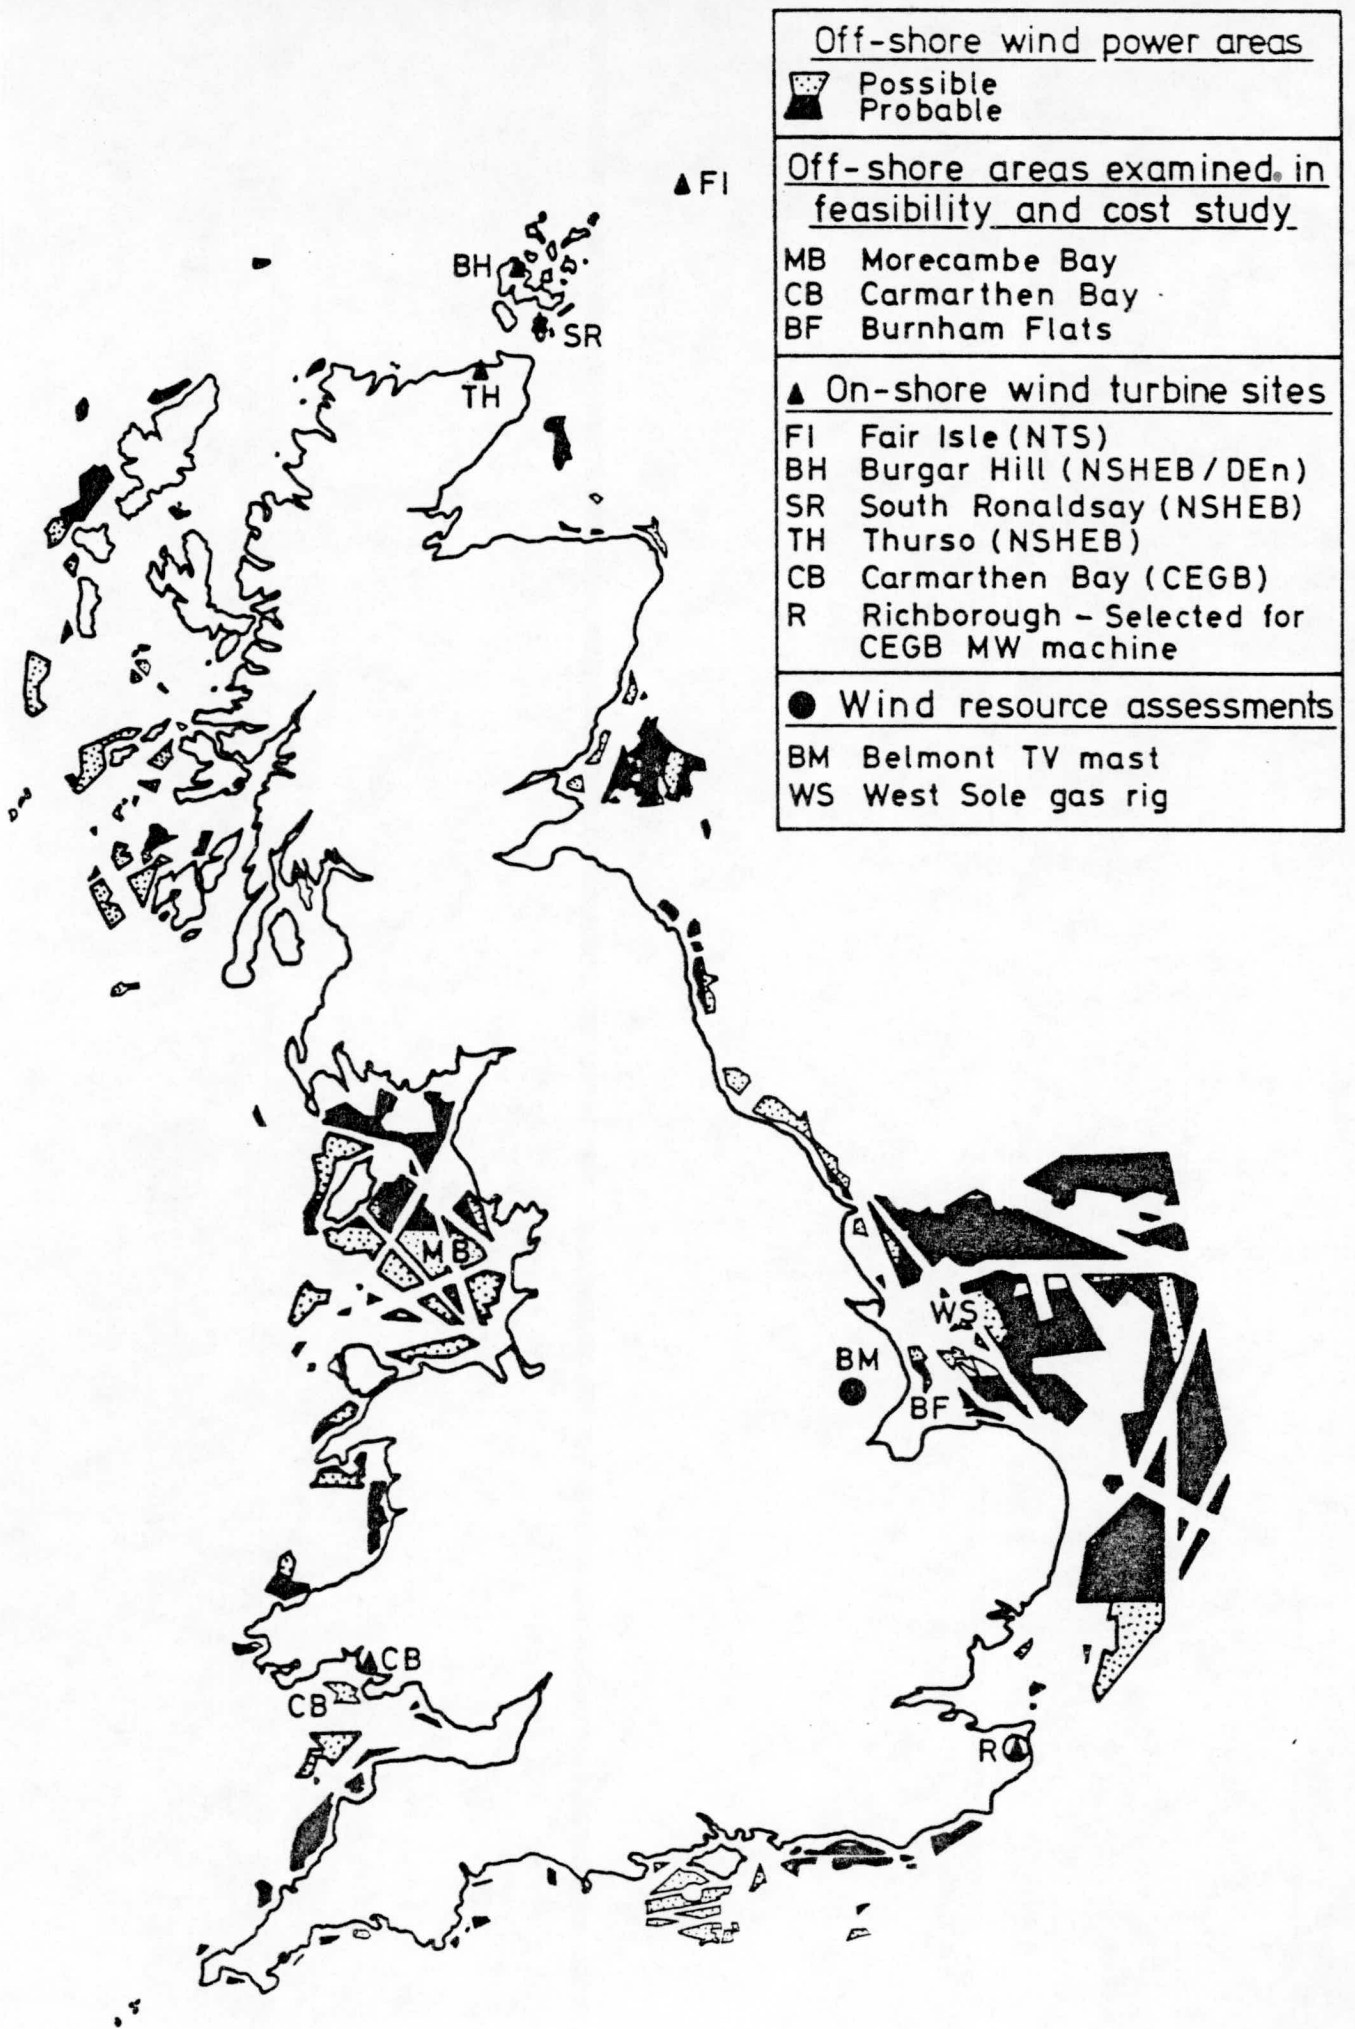 Off-shore wind power areas
Possible
Probable
Off-shore areas examined in
feasibility and cost study
MB Morecambe Bay
CB Carmarthen Bay
BF Burnham Flats
▲ On-shore wind turbine sites
FI Fair Isle (NTS)
BH Burgar Hill (NSHEB/DEn)
SR South Ronaldsay (NSHEB)
TH Thurso (NSHEB)
CB Carmarthen Bay (CEGB)
R Richborough – Selected for
CEGB MW machine
● Wind resource assessments
BM Belmont TV mast
WS West Sole gas rig
FI
BH
SR
TH
MB
WS
BM
BF
CB
CB
R